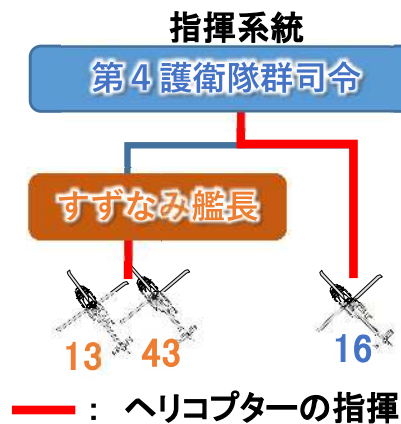 指揮系統
第4護衛隊群司令
すずなみ艦長
13 43 16
━ : ヘリコプターの指揮